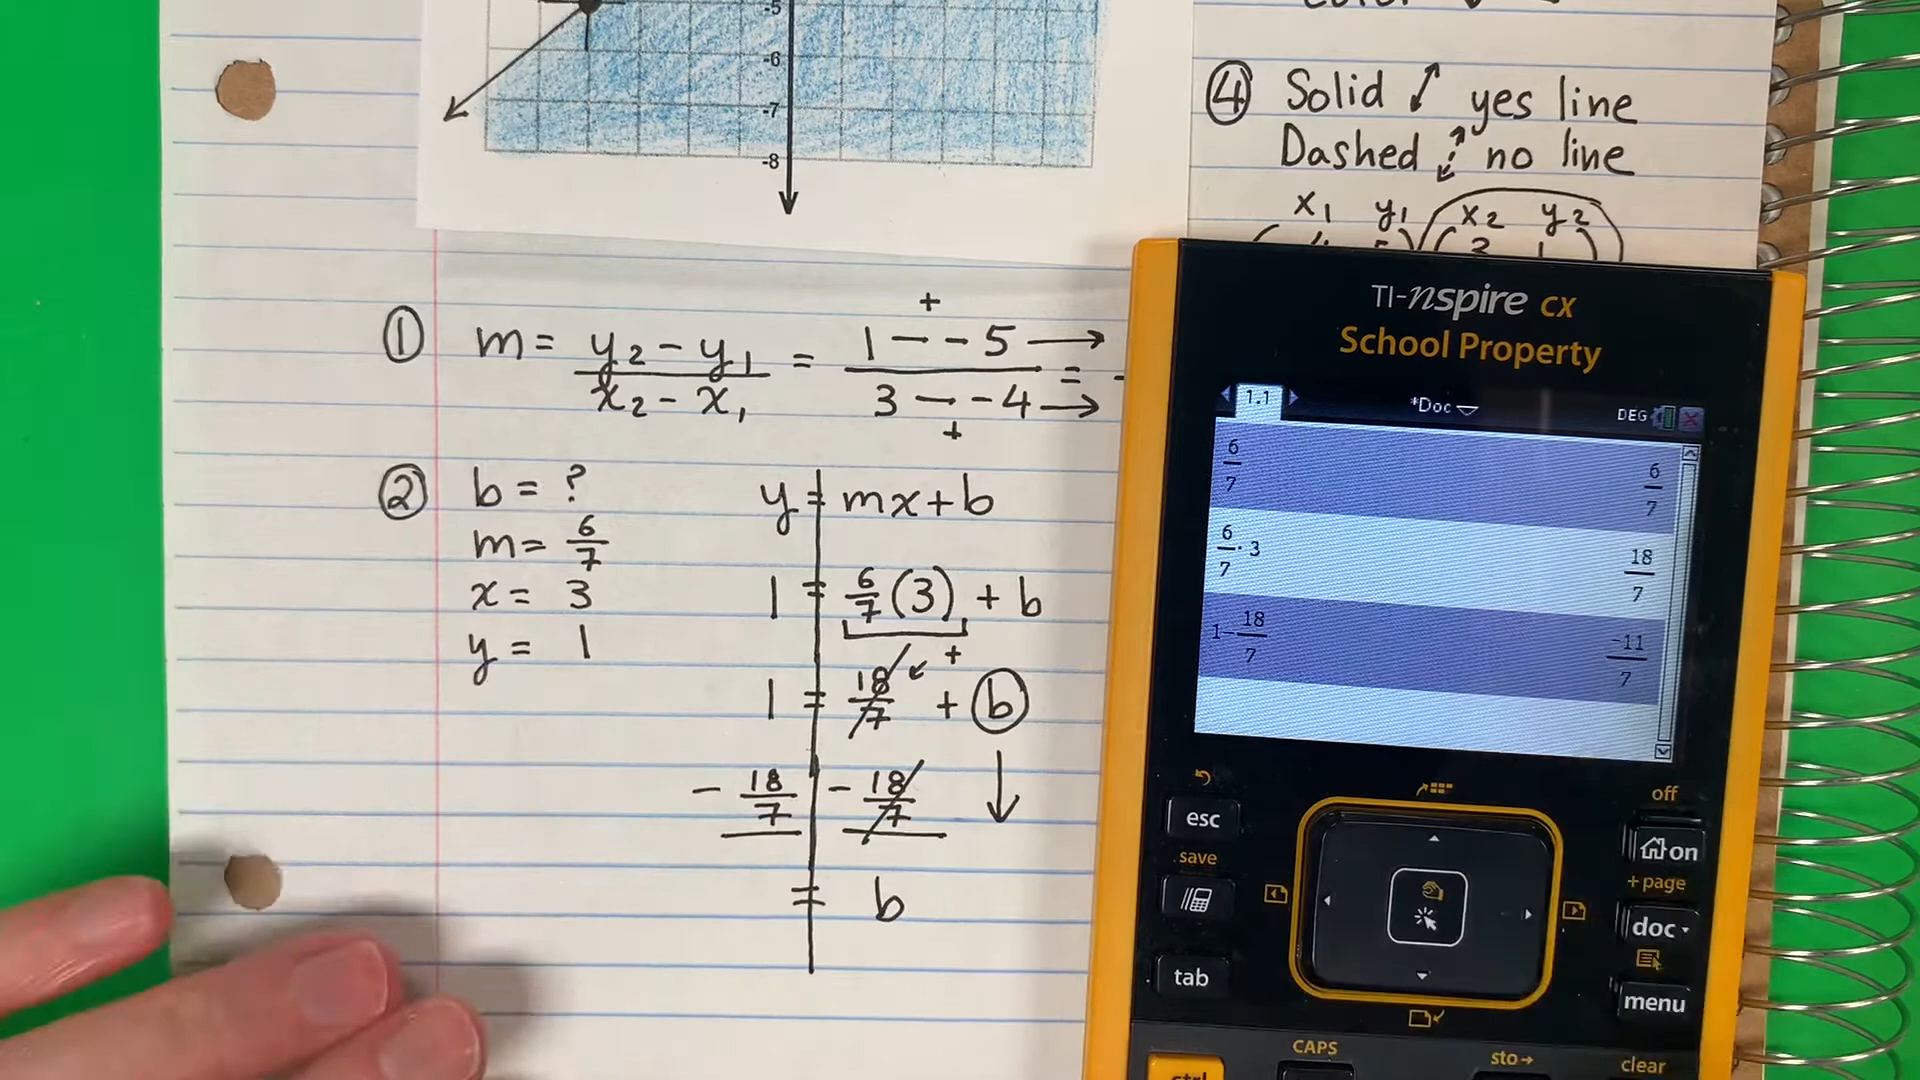 -5
-6
-7
-8
④ Solid yes line
Dashed no line
x₁ y₁ x₂ y₂
① m = y₂ - y₁ / x₂ - x₁ = 1 - - 5 / 3 - - 4 =
+
+
② b = ?
m = 6/7
x = 3
y = 1
y = mx + b
1 = 6/7 (3) + b
+
1 = 18/7 + b
- 18/7 - 18/7
= b
TI-nspire CX
School Property
1.1 *Doc DEG
6/7 6/7
6/7 · 3 18/7
1 - 18/7 -11/7
off
esc
on
save
+ page
doc
tab
menu
CAPS
sto→
clear
ctrl